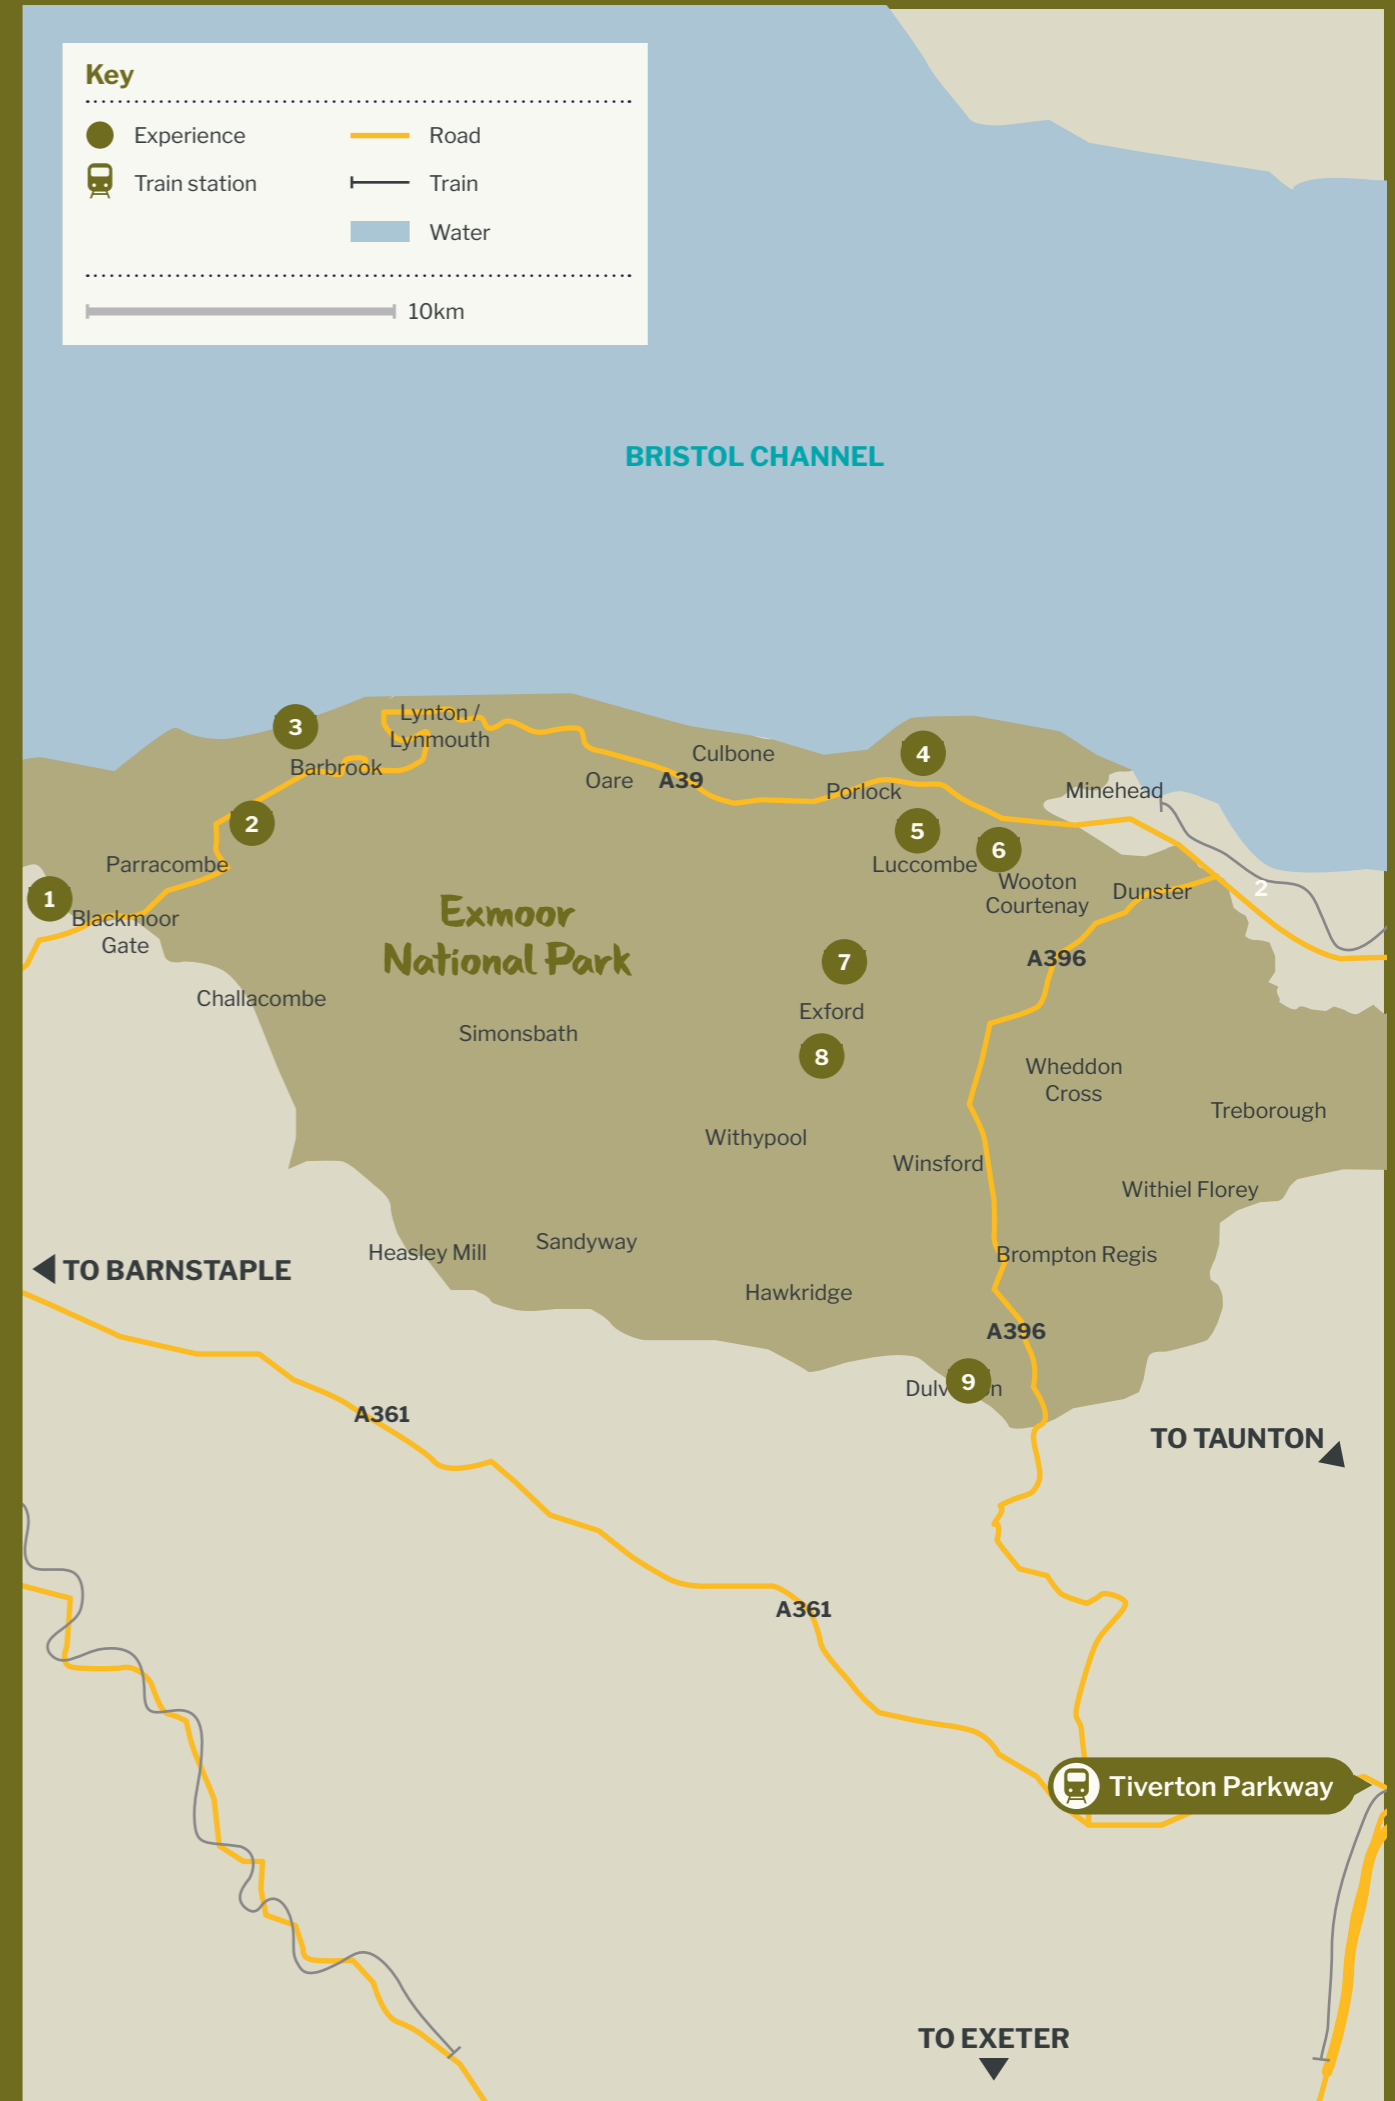 Key
Experience
Road
Train station
Train
Water
10km
BRISTOL CHANNEL
3
Lynton /
Lynmouth
Barbrook
Culbone
4
Oare
A39
Porlock
Minehead
2
5
6
Parracombe
Luccombe
Wooton
Courtenay
Dunster
2
1
Blackmoor
Gate
Exmoor
National Park
A396
7
Challacombe
Exford
Simonsbath
8
Wheddon
Cross
Treborough
Withypool
Winsford
Withiel Florey
Heasley Mill
Sandyway
Brompton Regis
TO BARNSTAPLE
Hawkridge
A396
Dulv
9
n
A361
TO TAUNTON
A361
Tiverton Parkway
TO EXETER